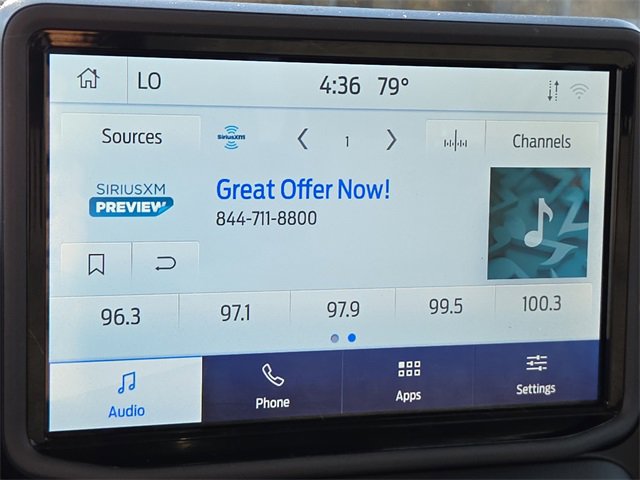 LO 4:36 79°
Sources SiriusXM 1 Channels
SIRIUSXM
PREVIEW
Great Offer Now!
844-711-8800
96.3 97.1 97.9 99.5 100.3
Audio Phone Apps Settings